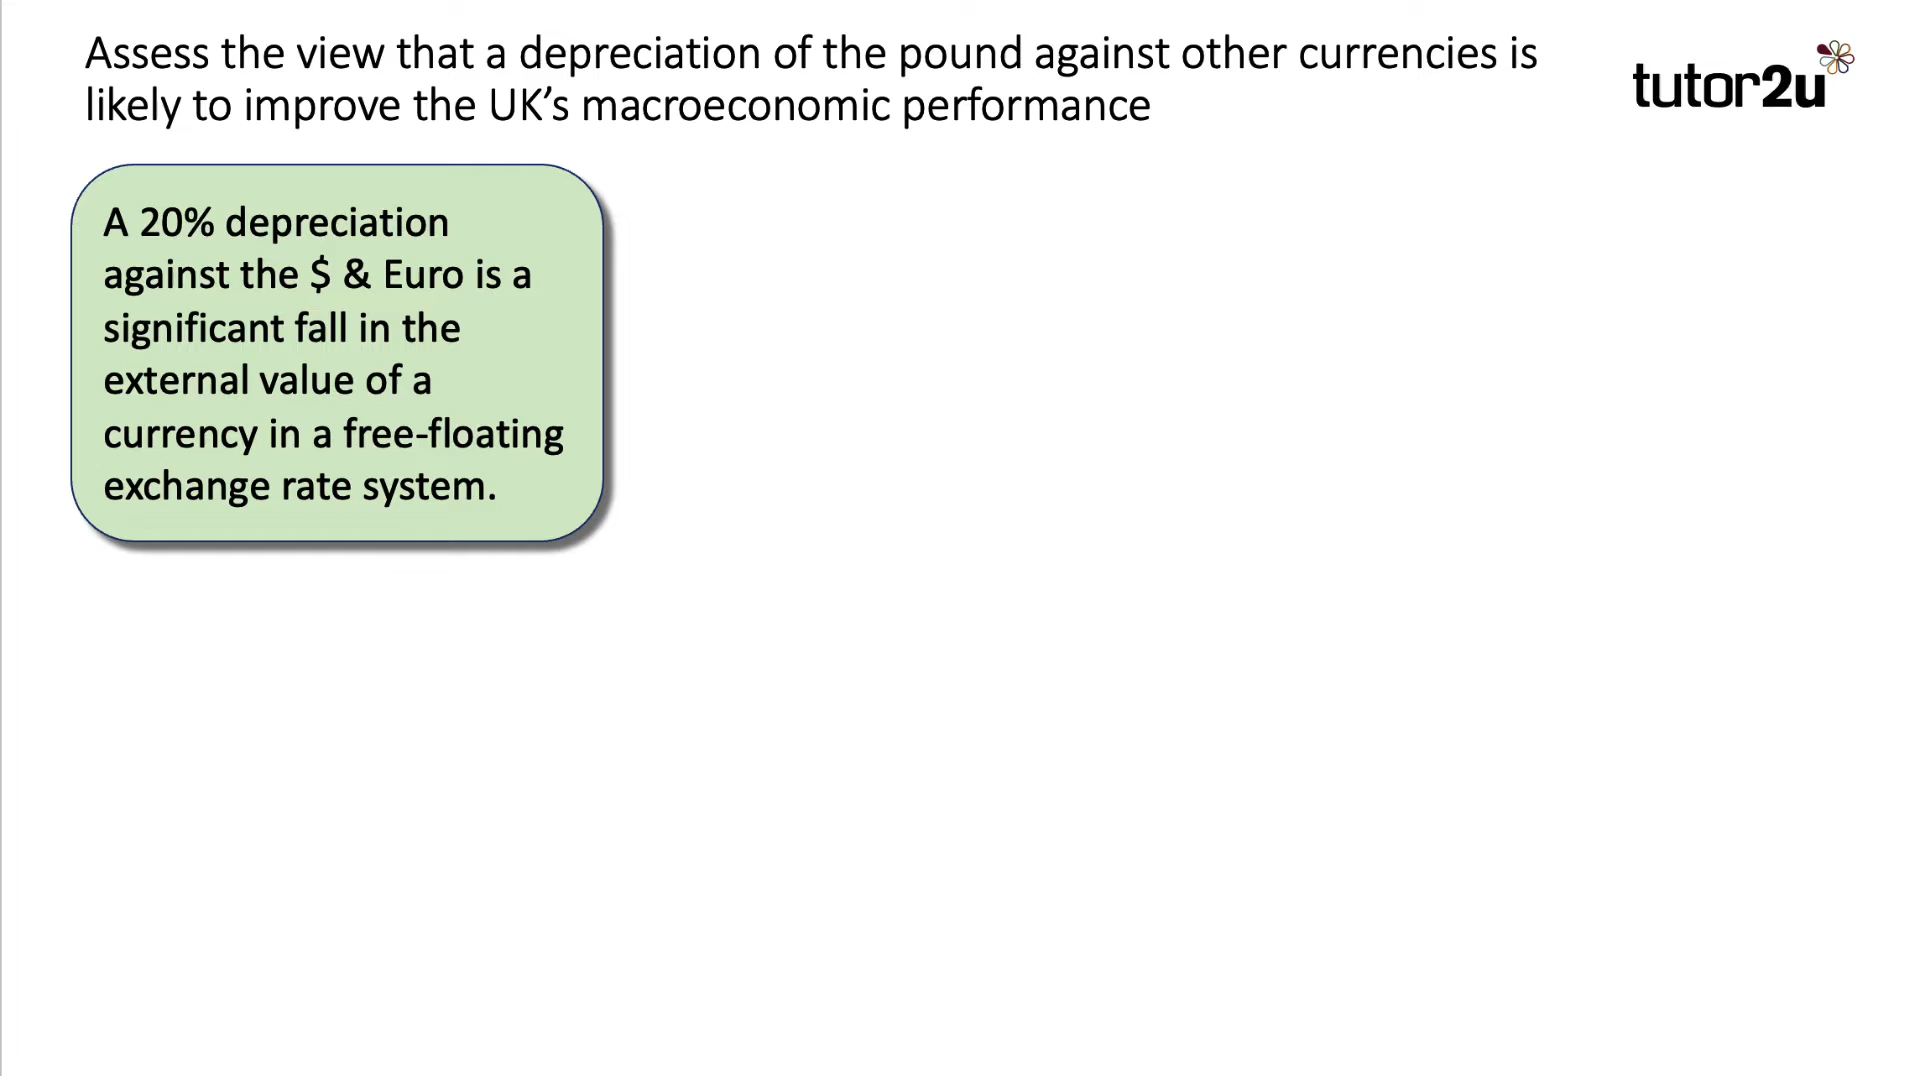 Assess the view that a depreciation of the pound against other currencies is
likely to improve the UK’s macroeconomic performance
tutor2u
A 20% depreciation
against the $ & Euro is a
significant fall in the
external value of a
currency in a free-floating
exchange rate system.